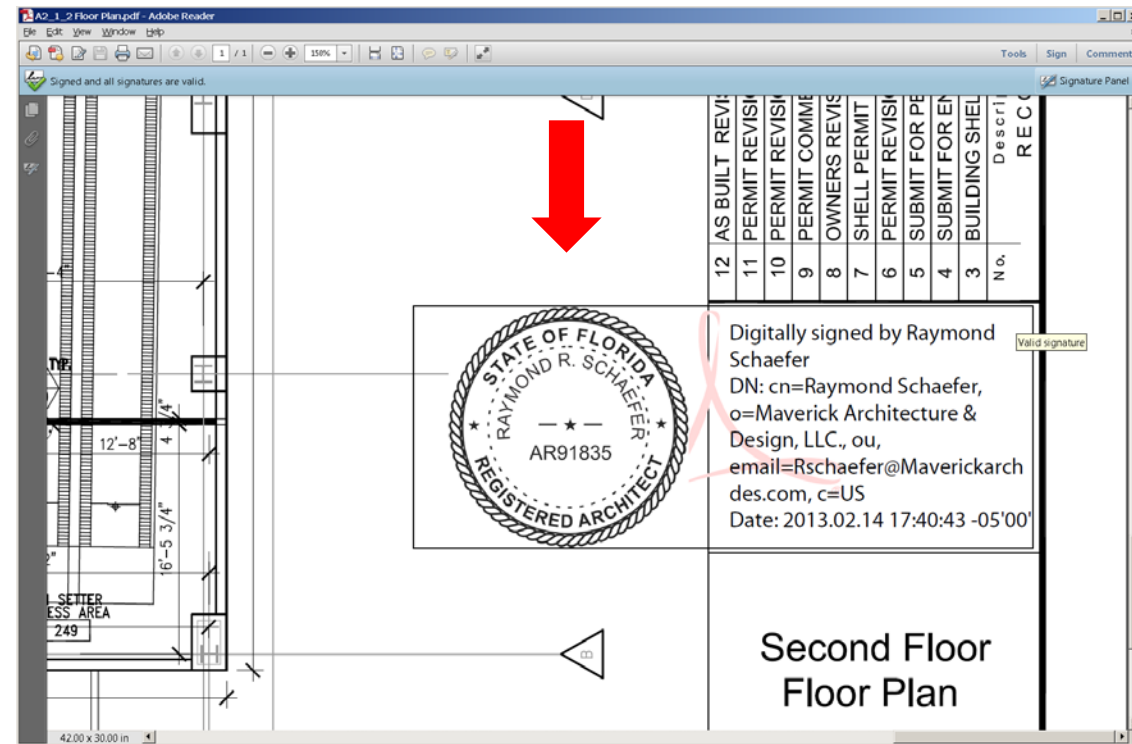 A2_1_2 Floor Plan.pdf - Adobe Reader
File Edit View Window Help
1 / 1
150%
Tools Sign Comment
Signed and all signatures are valid.
Signature Panel
12 AS BUILT REVI
11 PERMIT REVISI
10 PERMIT REVISI
9 PERMIT COMME
8 OWNERS REVIS
7 SHELL PERMIT
6 PERMIT REVISI
5 SUBMIT FOR PE
4 SUBMIT FOR EN
3 BUILDING SHEL
No. Descri
RECO
TYP.
12'-8"
4 3/4"
16'-5 3/4"
SETTER
ESS AREA
249
STATE OF FLORIDA
RAYMOND R. SCHAEFER
AR91835
REGISTERED ARCHITECT
Digitally signed by Raymond
Schaefer
DN: cn=Raymond Schaefer,
o=Maverick Architecture &
Design, LLC., ou,
email=Rschaefer@Maverickarch
des.com, c=US
Date: 2013.02.14 17:40:43 -05'00'
Valid signature
B
Second Floor
Floor Plan
42.00 x 30.00 in